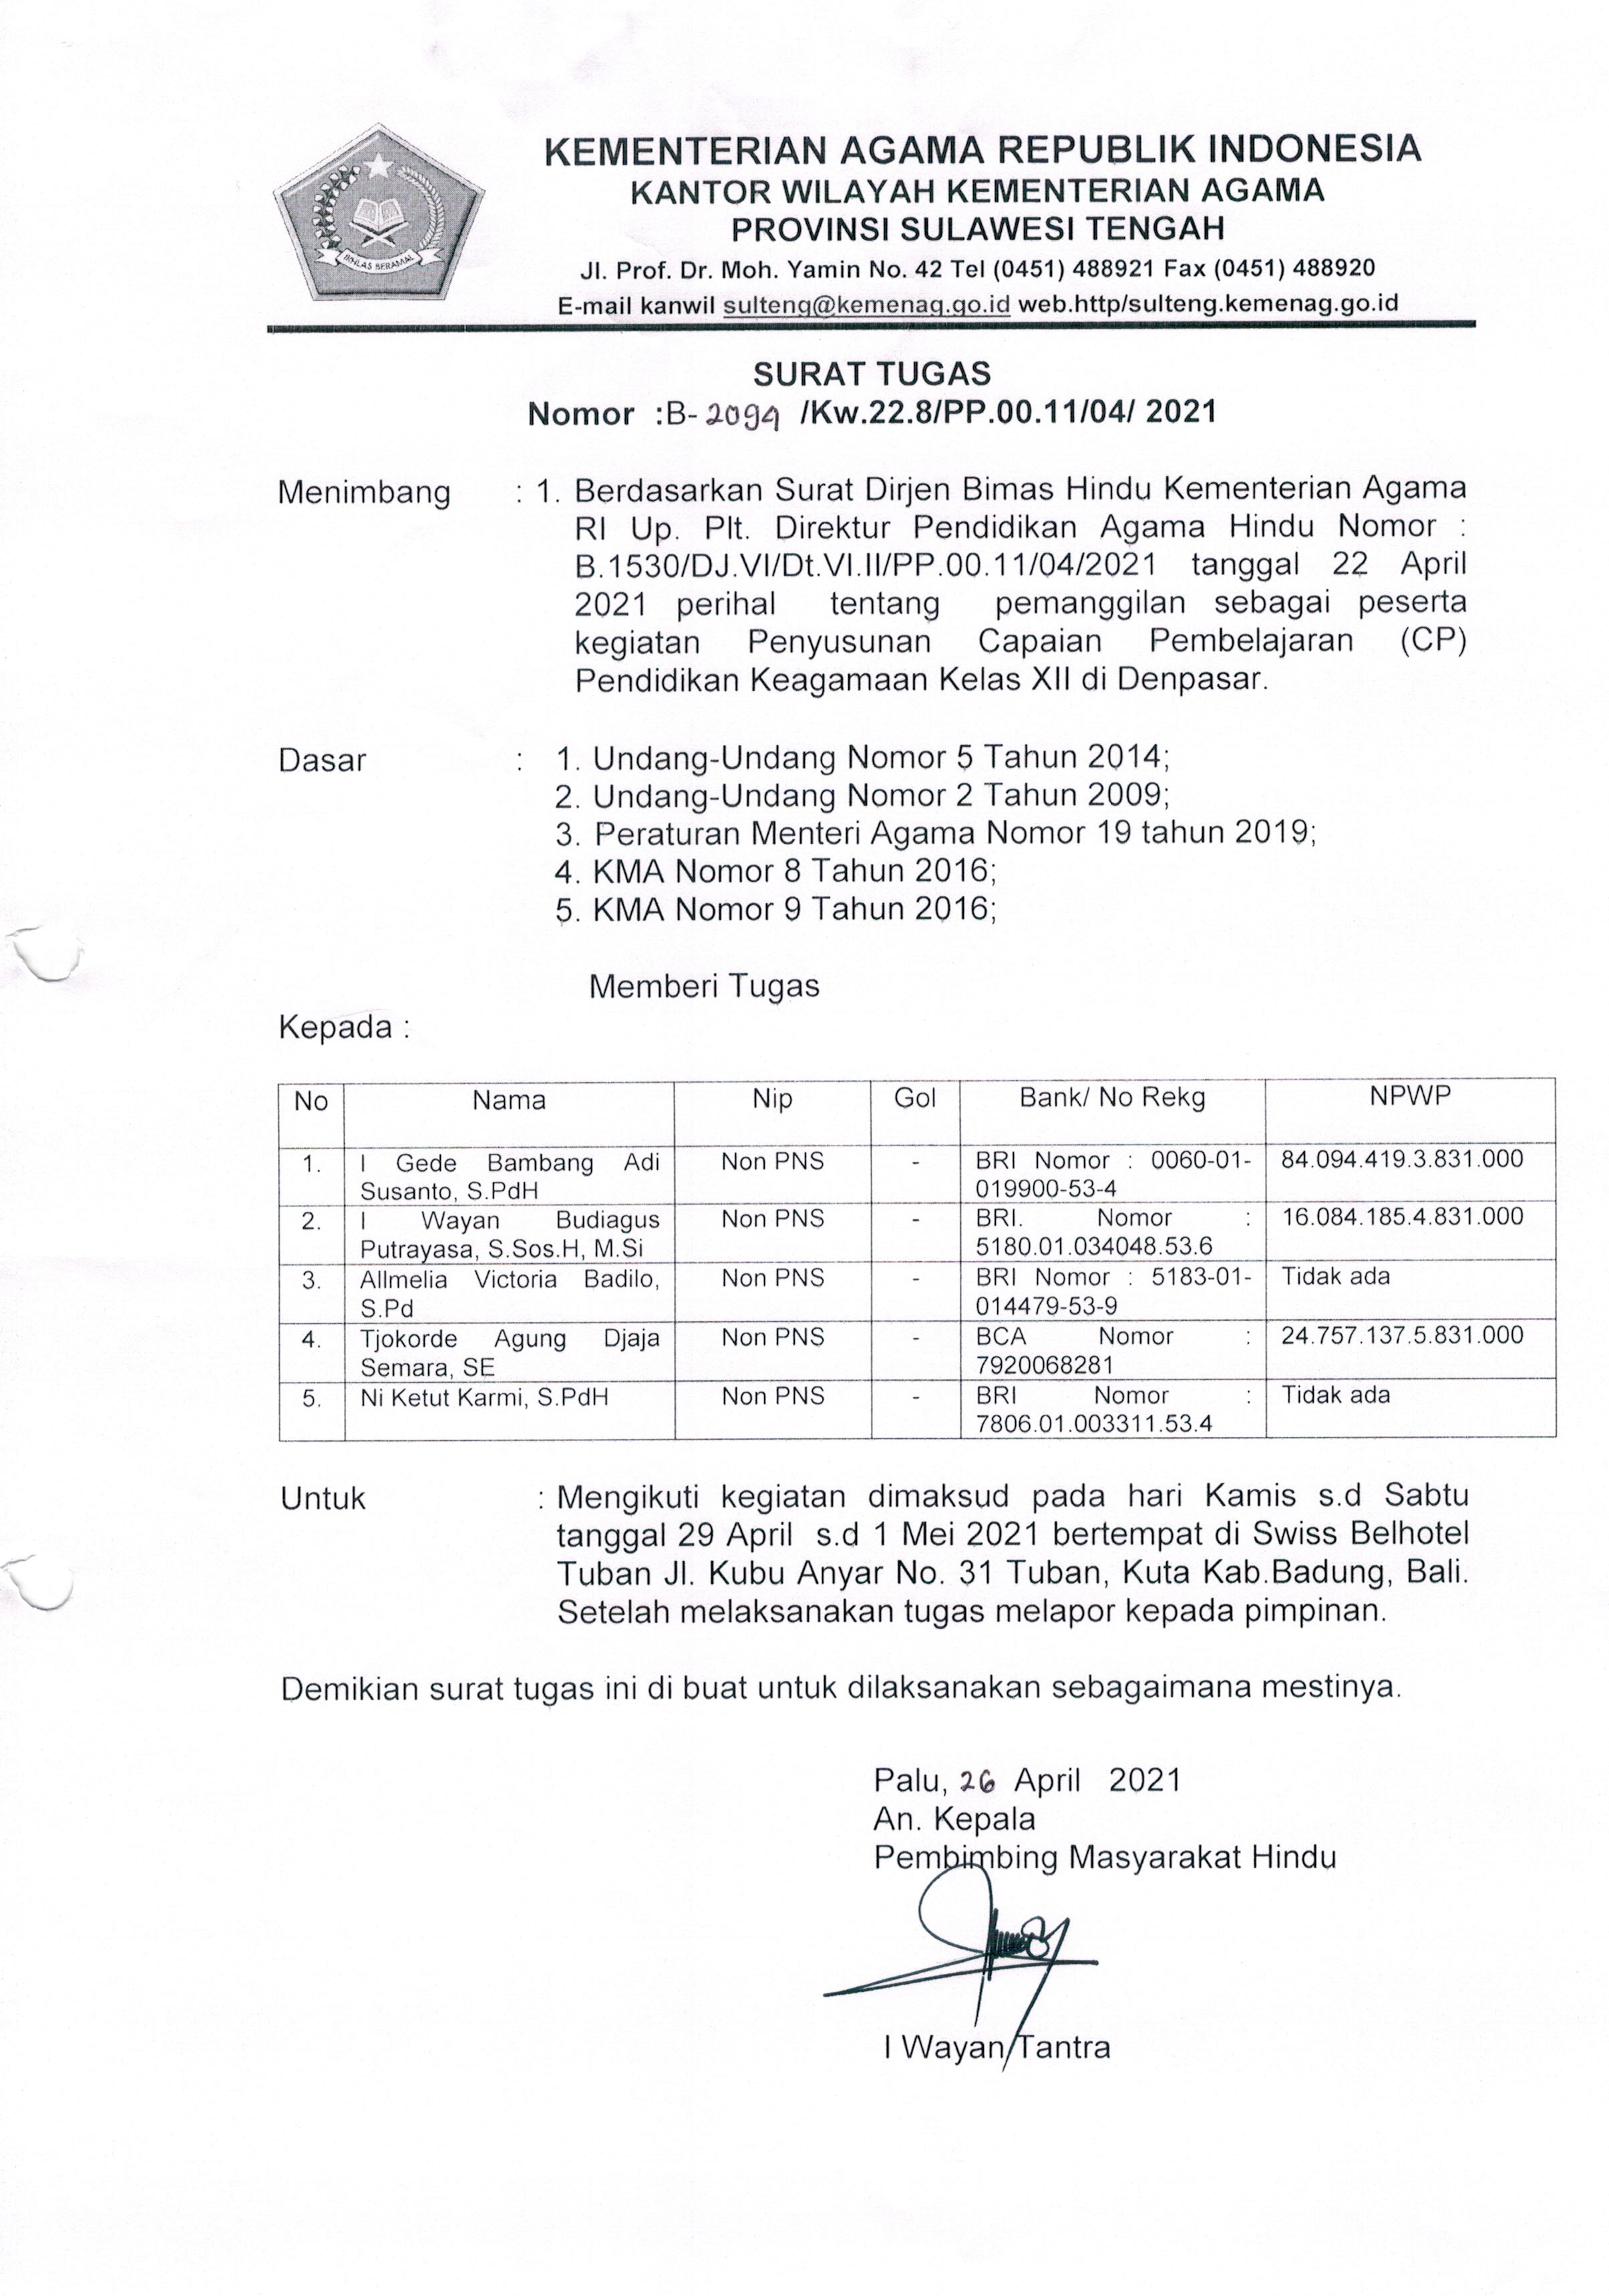 KEMENTERIAN AGAMA REPUBLIK INDONESIA
KANTOR WILAYAH KEMENTERIAN AGAMA
PROVINSI SULAWESI TENGAH
Jl. Prof. Dr. Moh. Yamin No. 42 Tel (0451) 488921 Fax (0451) 488920
E-mail kanwil sulteng@kemenag.go.id web.http/sulteng.kemenag.go.id
IKHLAS BERAMAL
SURAT TUGAS
Nomor :B-2094 /Kw.22.8/PP.00.11/04/ 2021
Menimbang : 1. Berdasarkan Surat Dirjen Bimas Hindu Kementerian Agama
RI Up. Plt. Direktur Pendidikan Agama Hindu Nomor :
B.1530/DJ.VI/Dt.VI.II/PP.00.11/04/2021 tanggal 22 April
2021 perihal tentang pemanggilan sebagai peserta
kegiatan Penyusunan Capaian Pembelajaran (CP)
Pendidikan Keagamaan Kelas XII di Denpasar.
Dasar : 1. Undang-Undang Nomor 5 Tahun 2014;
2. Undang-Undang Nomor 2 Tahun 2009;
3. Peraturan Menteri Agama Nomor 19 tahun 2019;
4. KMA Nomor 8 Tahun 2016;
5. KMA Nomor 9 Tahun 2016;
Memberi Tugas
Kepada :
No Nama Nip Gol Bank/ No Rekg NPWP
1. I Gede Bambang Adi Non PNS - BRI Nomor : 0060-01- 84.094.419.3.831.000
Susanto, S.PdH 019900-53-4
2. I Wayan Budiagus Non PNS - BRI. Nomor : 16.084.185.4.831.000
Putrayasa, S.Sos.H, M.Si 5180.01.034048.53.6
3. Allmelia Victoria Badilo, Non PNS - BRI Nomor : 5183-01- Tidak ada
S.Pd 014479-53-9
4. Tjokorde Agung Djaja Non PNS - BCA Nomor : 24.757.137.5.831.000
Semara, SE 7920068281
5. Ni Ketut Karmi, S.PdH Non PNS - BRI Nomor : Tidak ada
7806.01.003311.53.4
Untuk : Mengikuti kegiatan dimaksud pada hari Kamis s.d Sabtu
tanggal 29 April s.d 1 Mei 2021 bertempat di Swiss Belhotel
Tuban Jl. Kubu Anyar No. 31 Tuban, Kuta Kab.Badung, Bali.
Setelah melaksanakan tugas melapor kepada pimpinan.
Demikian surat tugas ini di buat untuk dilaksanakan sebagaimana mestinya.
Palu, 26 April 2021
An. Kepala
Pembimbing Masyarakat Hindu
I Wayan Tantra